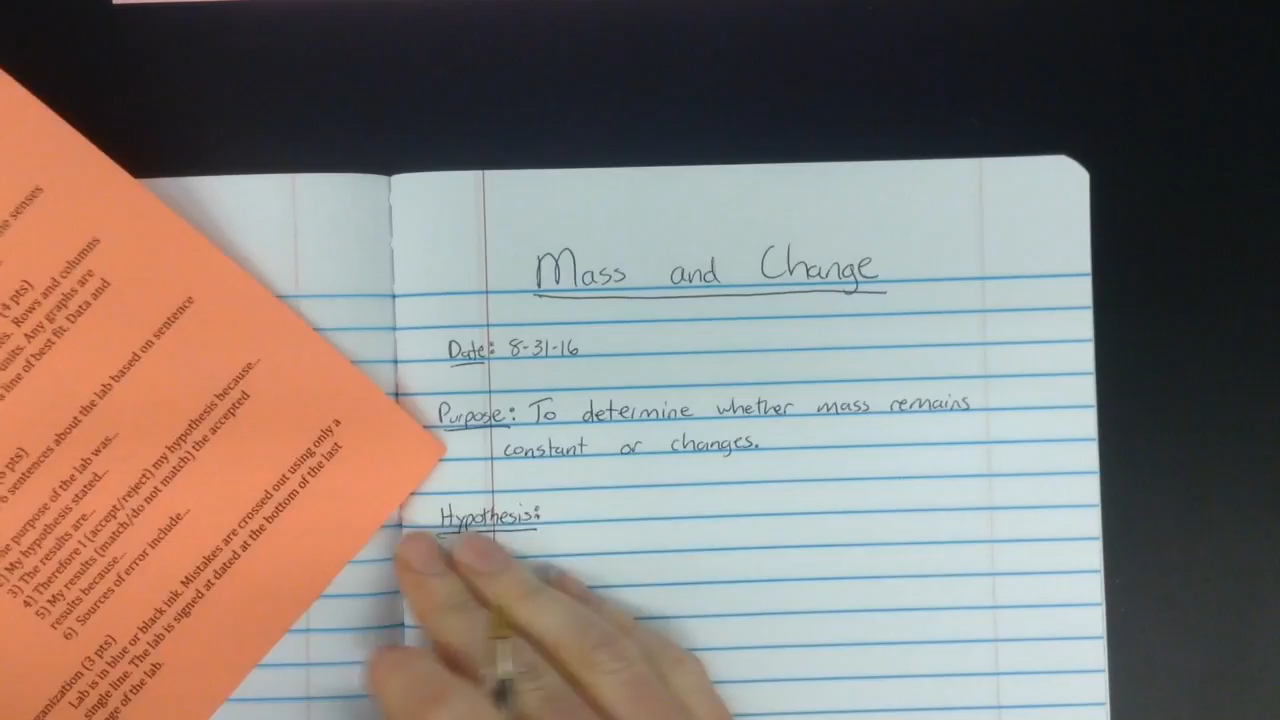 Mass and Change
Date: 8-31-16
Purpose: To determine whether mass remains
constant or changes.
Hypothesis:
senses
(4 pts)
Rows and columns
units. Any graphs are
line of best fit. Data and
pts)
6 sentences about the lab based on sentence
purpose of the lab was...
My hypothesis stated...
3) The results are...
4) Therefore I (accept/reject) my hypothesis because...
5) My results (match/do not match) the accepted
results because...
6) Sources of error include...
(3 pts)
Lab is in blue or black ink. Mistakes are crossed out using only a
single line. The lab is signed at dated at the bottom of the last
of the lab.